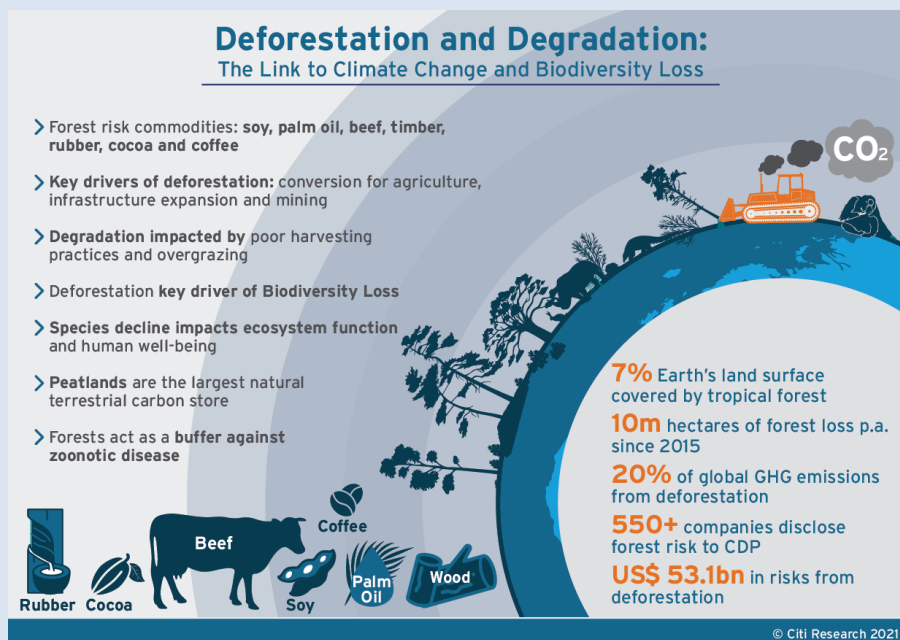 Deforestation and Degradation:
The Link to Climate Change and Biodiversity Loss
Forest risk commodities: soy, palm oil, beef, timber,
rubber, cocoa and coffee
Key drivers of deforestation: conversion for agriculture,
infrastructure expansion and mining
Degradation impacted by poor harvesting
practices and overgrazing
Deforestation key driver of Biodiversity Loss
Species decline impacts ecosystem function
and human well-being
Peatlands are the largest natural
terrestrial carbon store
Forests act as a buffer against
zoonotic disease
CO2
7% Earth's land surface
covered by tropical forest
10m hectares of forest loss p.a.
since 2015
20% of global GHG emissions
from deforestation
550+ companies disclose
forest risk to CDP
US$ 53.1bn in risks from
deforestation
Rubber
Cocoa
Beef
Coffee
Soy
Palm
Oil
Wood
© Citi Research 2021